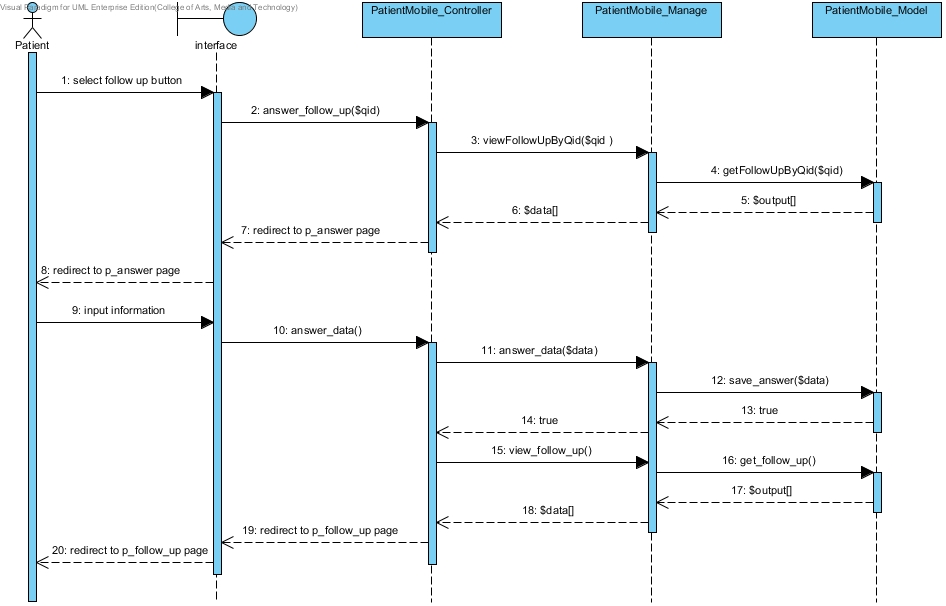 Visual Paradigm for UML Enterprise Edition(College of Arts, Media and Technology)
PatientMobile_Controller
PatientMobile_Manage
PatientMobile_Model
Patient
interface
1: select follow up button
2: answer_follow_up($qid)
3: viewFollowUpByQid($qid )
4: getFollowUpByQid($qid)
5: $output[]
6: $data[]
7: redirect to p_answer page
8: redirect to p_answer page
9: input information
10: answer_data()
11: answer_data($data)
12: save_answer($data)
13: true
14: true
15: view_follow_up()
16: get_follow_up()
17: $output[]
18: $data[]
19: redirect to p_follow_up page
20: redirect to p_follow_up page